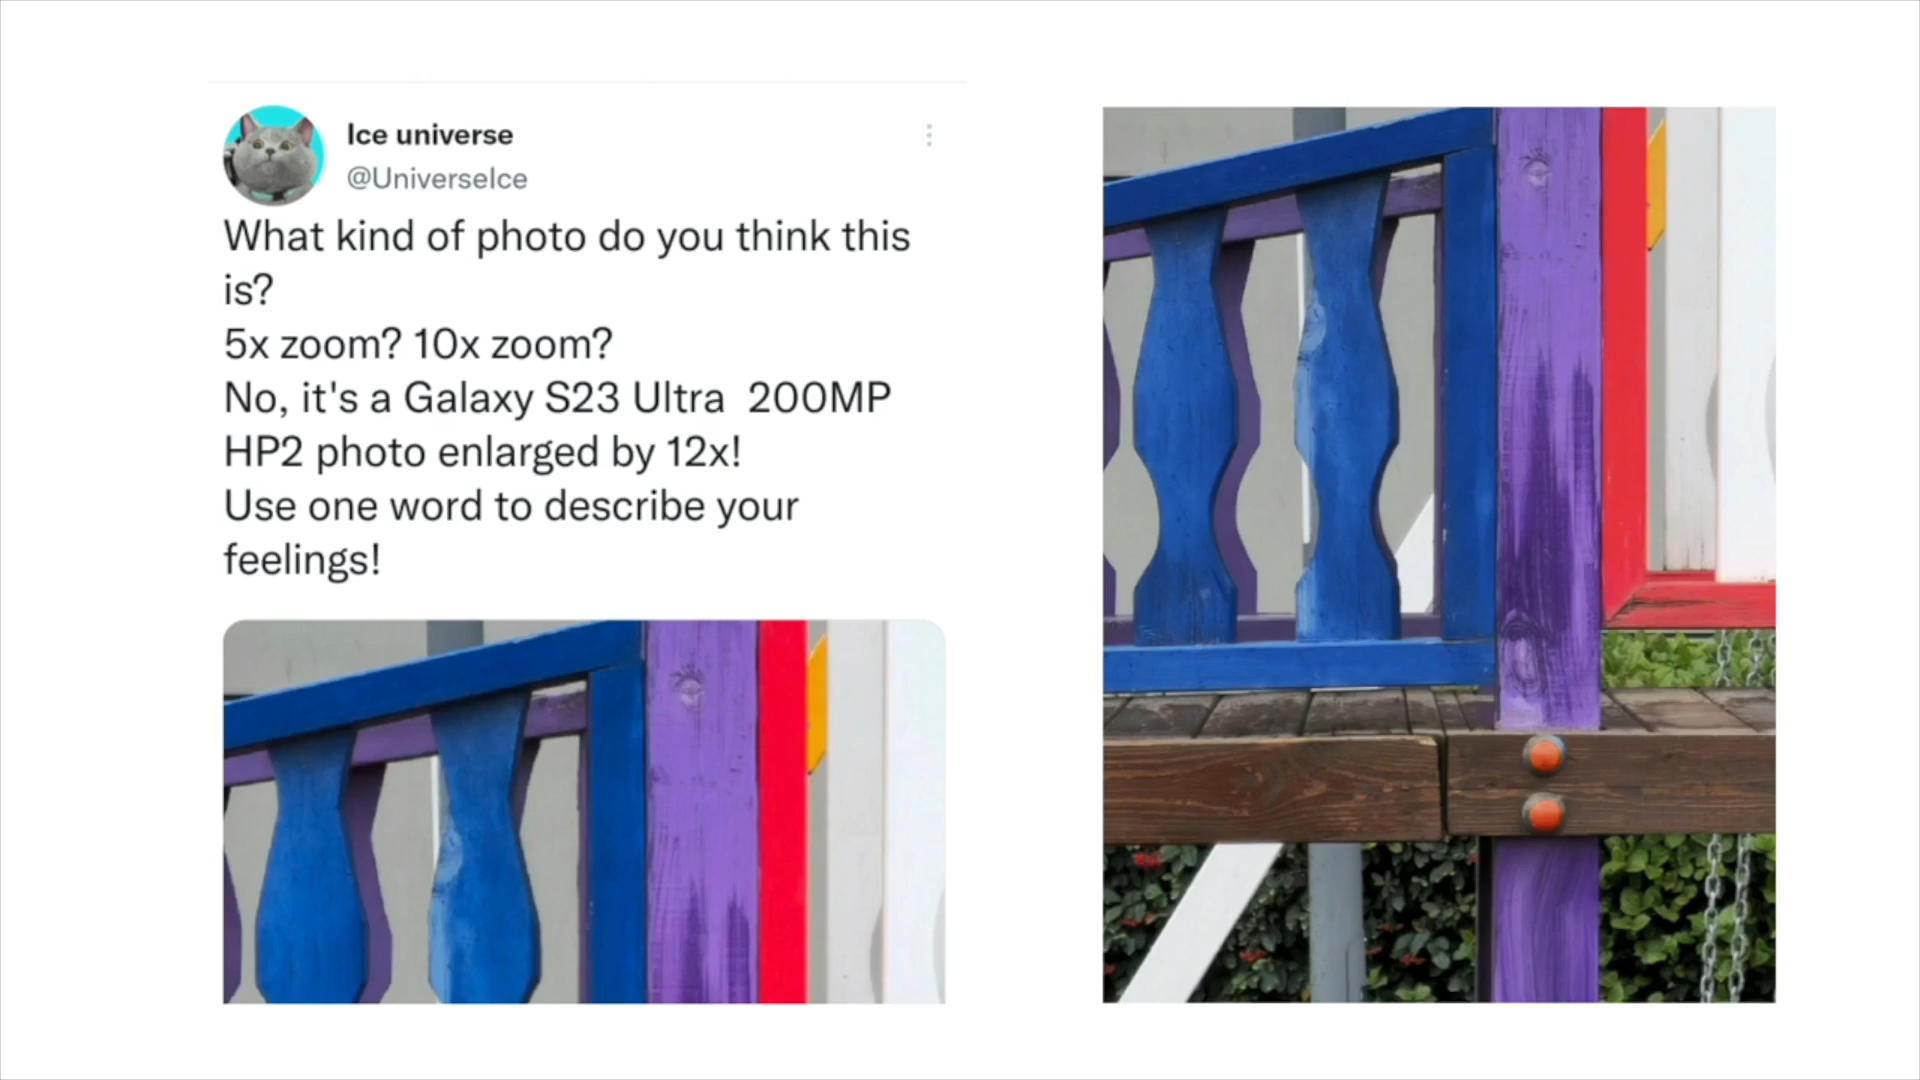 Ice universe
@UniverseIce
What kind of photo do you think this
is?
5x zoom? 10x zoom?
No, it's a Galaxy S23 Ultra  200MP
HP2 photo enlarged by 12x!
Use one word to describe your
feelings!